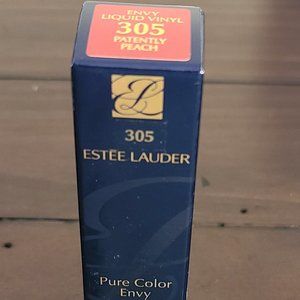 ENVY
LIQUID VINYL
305
PATENTLY
PEACH
305
ESTĒE LAUDER
Pure Color
Envy